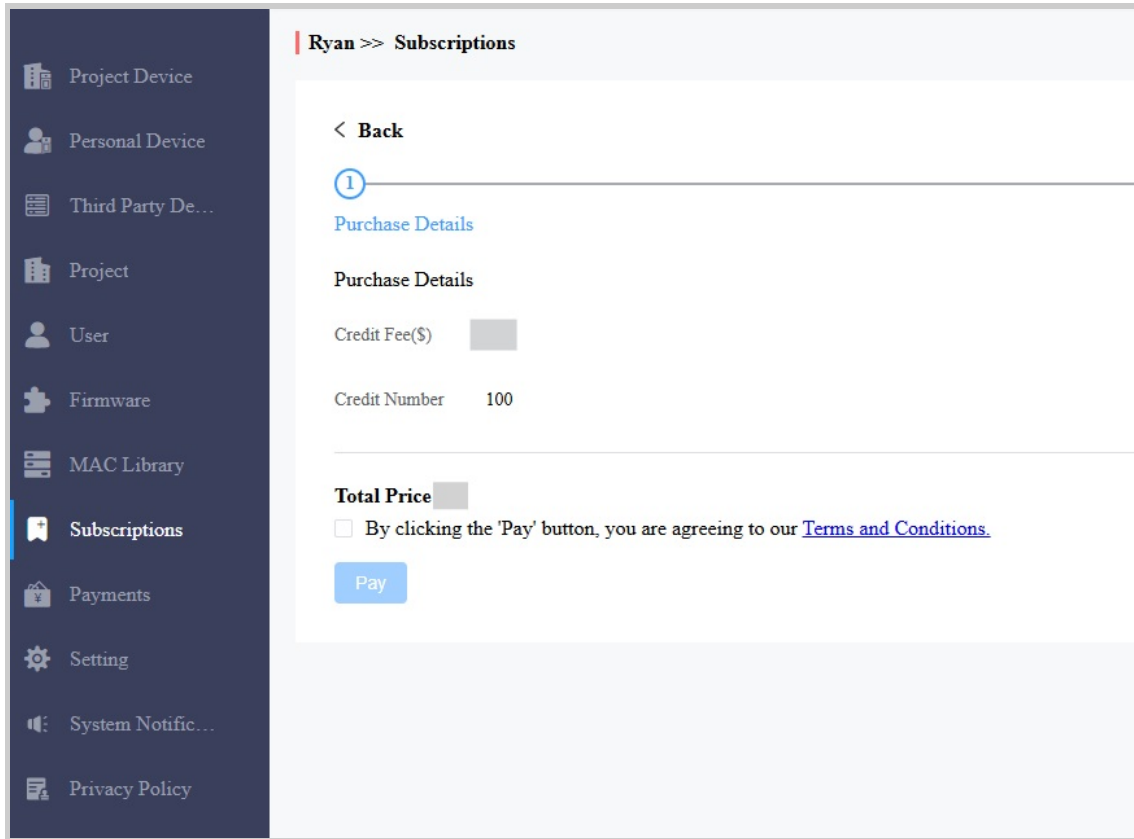 Project Device
Personal Device
Third Party De...
Project
User
Firmware
MAC Library
Subscriptions
Payments
Setting
System Notific...
Privacy Policy
Ryan >> Subscriptions
< Back
1
Purchase Details
Purchase Details
Credit Fee($)
Credit Number 100
Total Price
By clicking the 'Pay' button, you are agreeing to our Terms and Conditions.
Pay